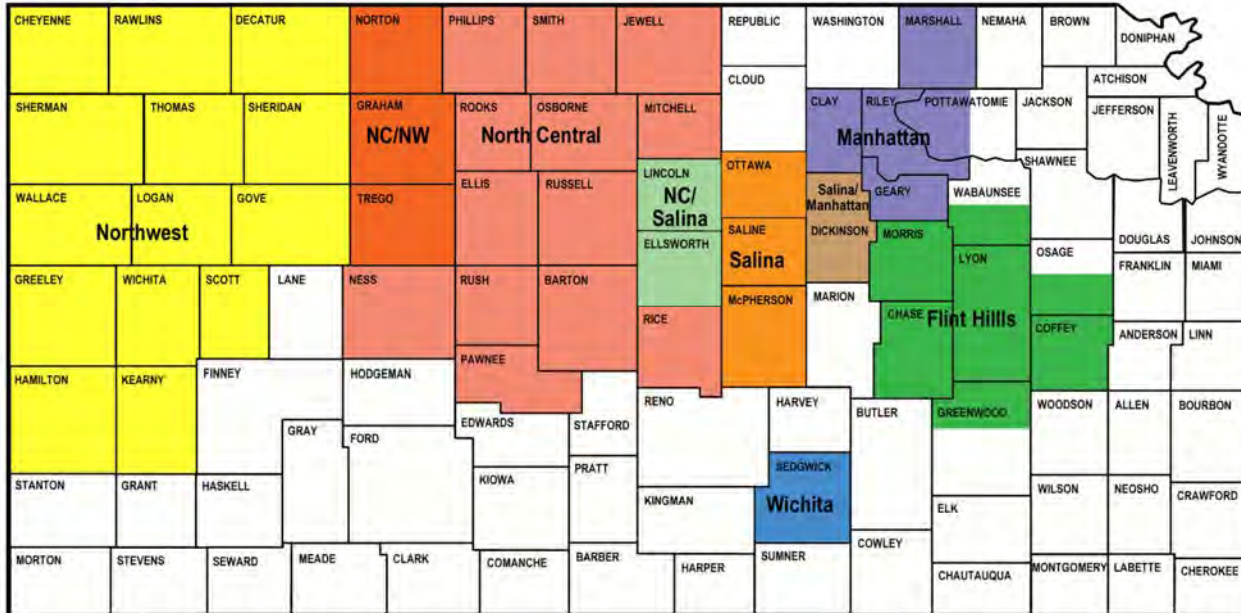 CHEYENNE
RAWLINS
DECATUR
NORTON
PHILLIPS
SMITH
JEWELL
REPUBLIC
WASHINGTON
MARSHALL
NEMAHA
BROWN
DONIPHAN
CLOUD
ATCHISON
SHERMAN
THOMAS
SHERIDAN
GRAHAM
NC/NW
ROOKS
OSBORNE
North Central
MITCHELL
CLAY
RILEY
POTTAWATOMIE
Manhattan
JACKSON
JEFFERSON
LEAVENWORTH
WYANDOTTE
OTTAWA
SHAWNEE
LINCOLN
NC/
Salina
WALLACE
LOGAN
GOVE
Northwest
TREGO
ELLIS
RUSSELL
Salina/
Manhattan
DICKINSON
GEARY
WABAUNSEE
ELLSWORTH
SALINE
Salina
MORRIS
LYON
OSAGE
DOUGLAS
JOHNSON
GREELEY
WICHITA
SCOTT
LANE
NESS
RUSH
BARTON
RICE
McPHERSON
MARION
CHASE
Flint Hillls
COFFEY
FRANKLIN
MIAMI
ANDERSON
LINN
HAMILTON
KEARNY
FINNEY
HODGEMAN
PAWNEE
EDWARDS
STAFFORD
RENO
HARVEY
BUTLER
GREENWOOD
WOODSON
ALLEN
BOURBON
GRAY
FORD
STANTON
GRANT
HASKELL
KIOWA
PRATT
KINGMAN
SEDGWICK
Wichita
ELK
WILSON
NEOSHO
CRAWFORD
MORTON
STEVENS
SEWARD
MEADE
CLARK
COMANCHE
BARBER
HARPER
SUMNER
COWLEY
CHAUTAUQUA
MONTGOMERY
LABETTE
CHEROKEE